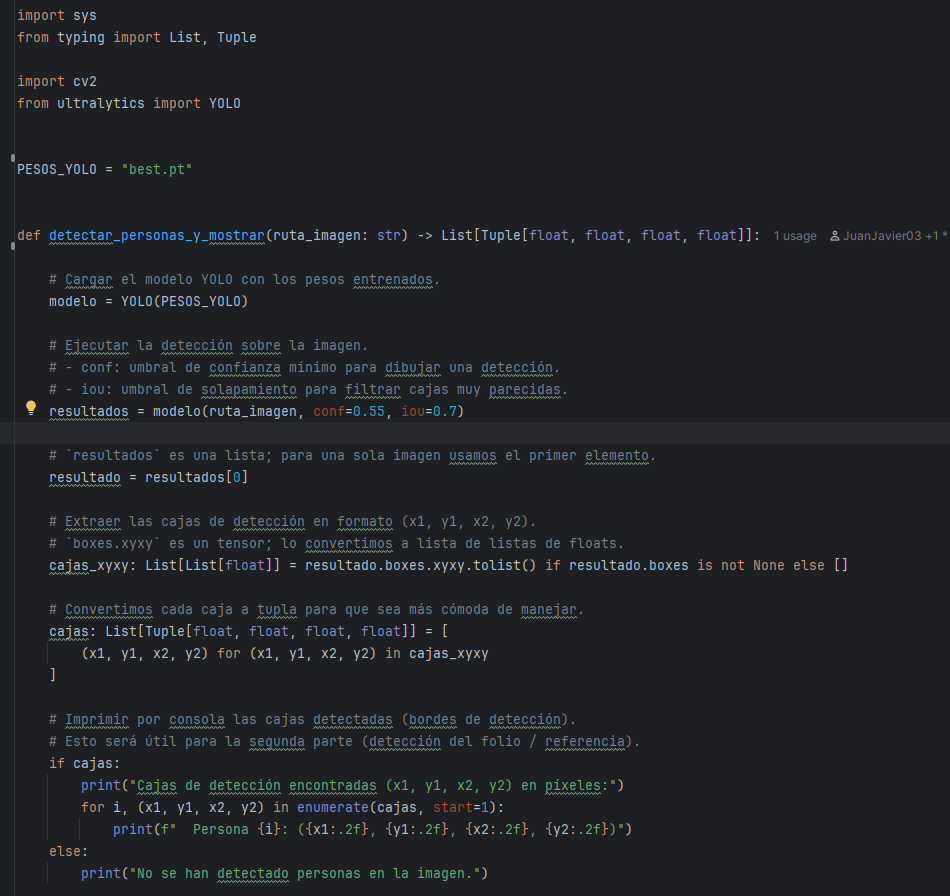 import sys
from typing import List, Tuple
import cv2
from ultralytics import YOLO
PESOS_YOLO = "best.pt"
def detectar_personas_y_mostrar(ruta_imagen: str) -> List[Tuple[float, float, float, float]]: 1 usage JuanJavier03 +1 *
# Cargar el modelo YOLO con los pesos entrenados.
modelo = YOLO(PESOS_YOLO)
# Ejecutar la detección sobre la imagen.
# - conf: umbral de confianza mínimo para dibujar una detección.
# - iou: umbral de solapamiento para filtrar cajas muy parecidas.
resultados = modelo(ruta_imagen, conf=0.55, iou=0.7)
# `resultados` es una lista; para una sola imagen usamos el primer elemento.
resultado = resultados[0]
# Extraer las cajas de detección en formato (x1, y1, x2, y2).
# `boxes.xyxy` es un tensor; lo convertimos a lista de listas de floats.
cajas_xyxy: List[List[float]] = resultado.boxes.xyxy.tolist() if resultado.boxes is not None else []
# Convertimos cada caja a tupla para que sea más cómoda de manejar.
cajas: List[Tuple[float, float, float, float]] = [
(x1, y1, x2, y2) for (x1, y1, x2, y2) in cajas_xyxy
]
# Imprimir por consola las cajas detectadas (bordes de detección).
# Esto será útil para la segunda parte (detección del folio / referencia).
if cajas:
print("Cajas de detección encontradas (x1, y1, x2, y2) en píxeles:")
for i, (x1, y1, x2, y2) in enumerate(cajas, start=1):
print(f"  Persona {i}: ({x1:.2f}, {y1:.2f}, {x2:.2f}, {y2:.2f})")
else:
print("No se han detectado personas en la imagen.")